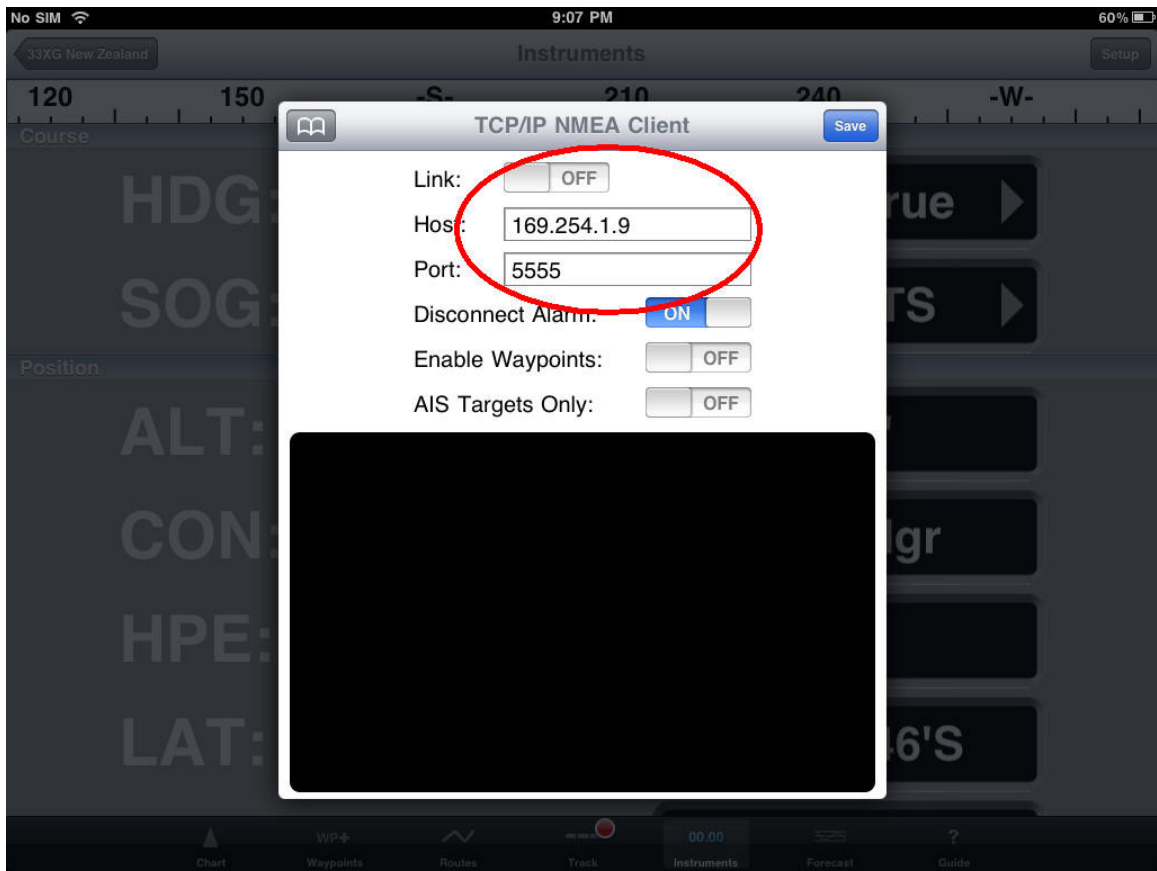 No SIM 9:07 PM 60%
33XG New Zealand Instruments Setup
120 150 -S- 210 240 -W-
TCP/IP NMEA Client Save
Course
Link: OFF
HDG: rue
Host: 169.254.1.9
Port: 5555
SOG: TS
Disconnect Alarm: ON
Enable Waypoints: OFF
Position
AIS Targets Only: OFF
ALT:
CON: gr
HPE:
LAT: 46'S
WP+ 00.00 ?
Chart Waypoints Routes Track Instruments Forecast Guide